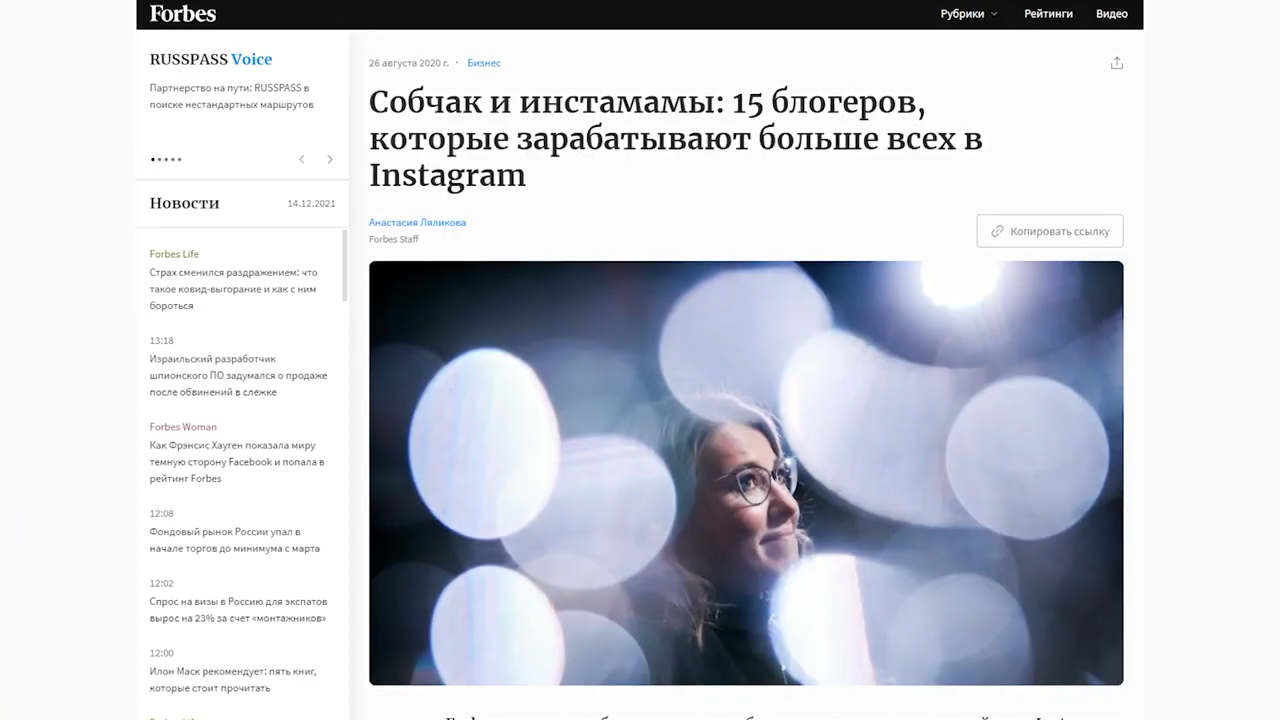 Forbes
Рубрики
Рейтинги
Видео
RUSSPASS Voice
Партнерство на пути: RUSSPASS в
поиске нестандартных маршрутов
Новости
14.12.2021
Forbes Life
Страх сменился раздражением: что
такое ковид-выгорание и как с ним
бороться
13:18
Израильский разработчик
шпионского ПО задумался о продаже
после обвинений в слежке
Forbes Woman
Как Фрэнсис Хауген показала миру
темную сторону Facebook и попала в
рейтинг Forbes
12:08
Фондовый рынок России упал в
начале торгов до минимума с марта
12:02
Спрос на визы в Россию для экспатов
вырос на 23% за счет «монтажников»
12:00
Илон Маск рекомендует: пять книг,
которые стоит прочитать
26 августа 2020 г. · Бизнес
Собчак и инстамамы: 15 блогеров,
которые зарабатывают больше всех в
Instagram
Анастасия Ляликова
Forbes Staff
Копировать ссылку